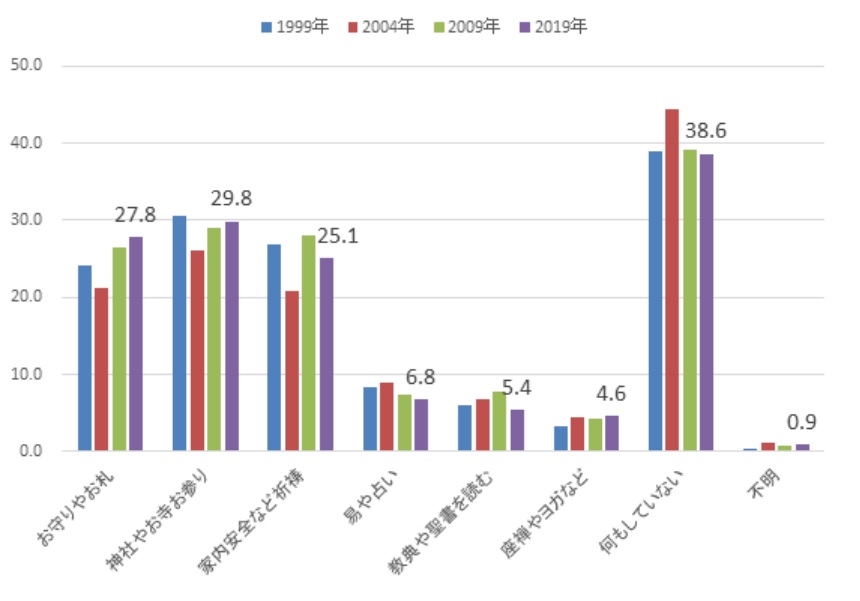 1999年 2004年 2009年 2019年
50.0
40.0
30.0
20.0
10.0
0.0
27.8
29.8
25.1
6.8
5.4
4.6
38.6
0.9
お守りやお札
神社やお寺お参り
家内安全など祈祷
易や占い
教典や聖書を読む
座禅やヨガなど
何もしていない
不明